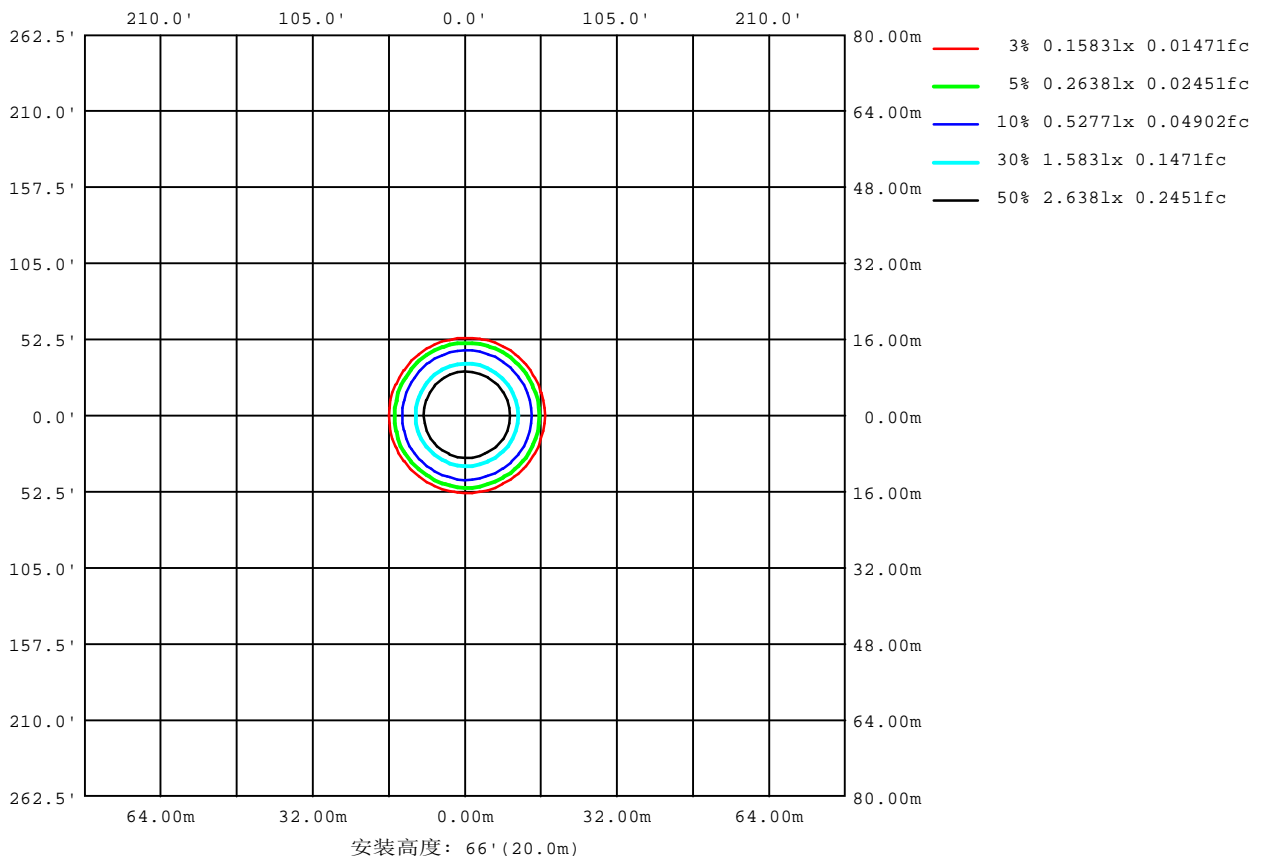 210.0' 105.0' 0.0' 105.0' 210.0'
262.5' 80.00m
3% 0.1583lx 0.01471fc
5% 0.2638lx 0.02451fc
210.0' 64.00m
10% 0.5277lx 0.04902fc
30% 1.583lx 0.1471fc
157.5' 48.00m
50% 2.638lx 0.2451fc
105.0' 32.00m
52.5' 16.00m
0.0' 0.00m
52.5' 16.00m
105.0' 32.00m
157.5' 48.00m
210.0' 64.00m
262.5' 80.00m
64.00m 32.00m 0.00m 32.00m 64.00m
安装高度: 66'(20.0m)